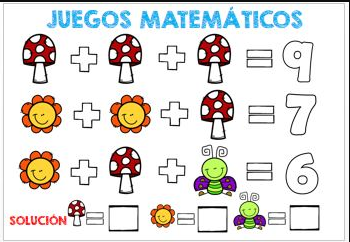 JUEGOS MATEMÁTICOS
+ + = 9
+ + = 7
+ + = 6
SOLUCIÓN = = =